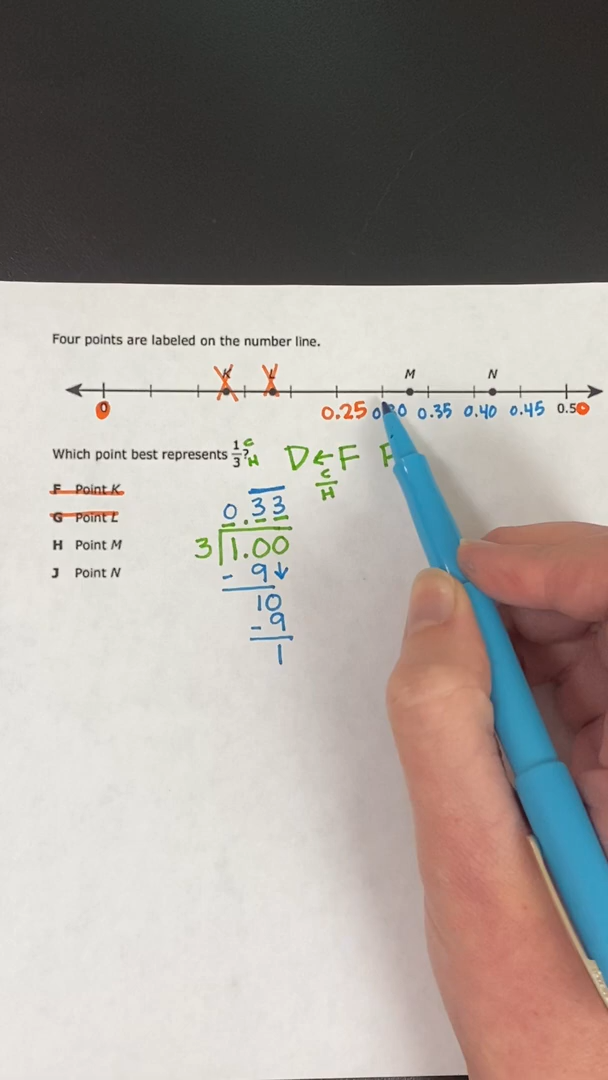 Four points are labeled on the number line.
K L M N
0 0.25 0.35 0.40 0.45 0.50
Which point best represents 1/3? C H D ← F C/H
F Point K
G Point L
H Point M
J Point N
0.33
3 1.00
- 9↓
10
- 9
1